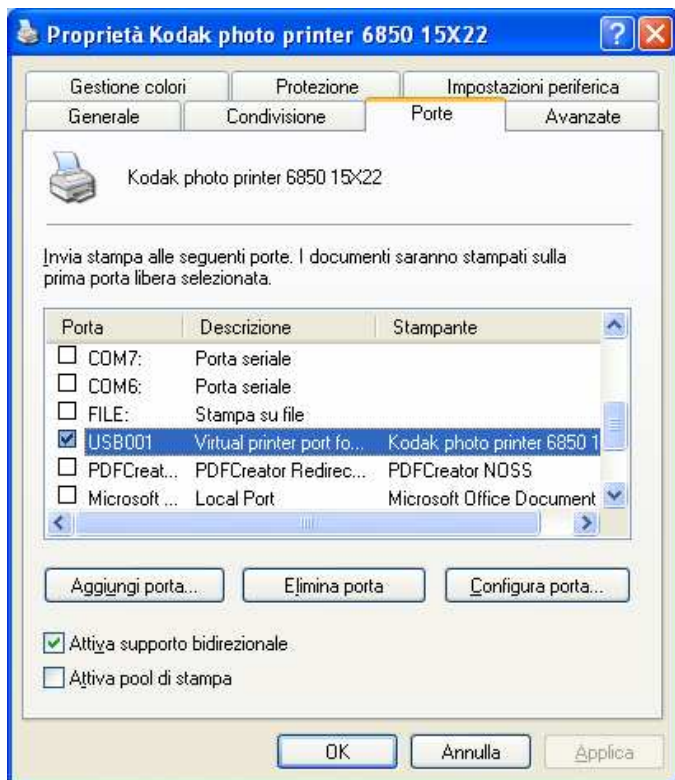 Proprietà Kodak photo printer 6850 15X22
Gestione colori Protezione Impostazioni periferica
Generale Condivisione Porte Avanzate
Kodak photo printer 6850 15X22
Invia stampa alle seguenti porte. I documenti saranno stampati sulla
prima porta libera selezionata.
Porta Descrizione Stampante
COM7: Porta seriale
COM6: Porta seriale
FILE: Stampa su file
USB001 Virtual printer port fo... Kodak photo printer 6850 1
PDFCreat... PDFCreator Redirec... PDFCreator NOSS
Microsoft ... Local Port Microsoft Office Document
Aggiungi porta... Elimina porta Configura porta...
Attiva supporto bidirezionale
Attiva pool di stampa
OK Annulla Applica